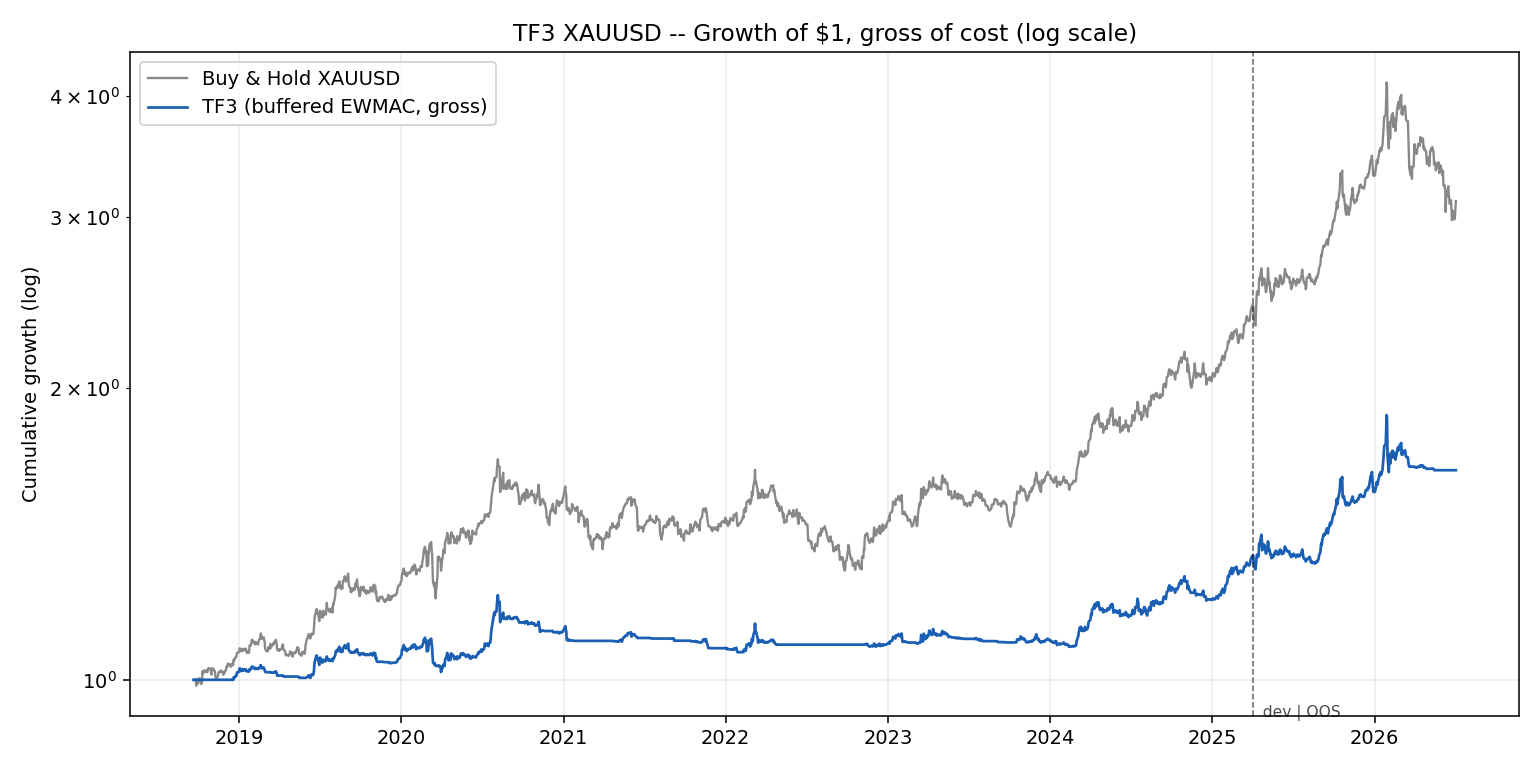 TF3 XAUUSD -- Growth of $1, gross of cost (log scale)
Buy & Hold XAUUSD
TF3 (buffered EWMAC, gross)
Cumulative growth (log)
4 × 10⁰
3 × 10⁰
2 × 10⁰
10⁰
dev | OOS
2019 2020 2021 2022 2023 2024 2025 2026